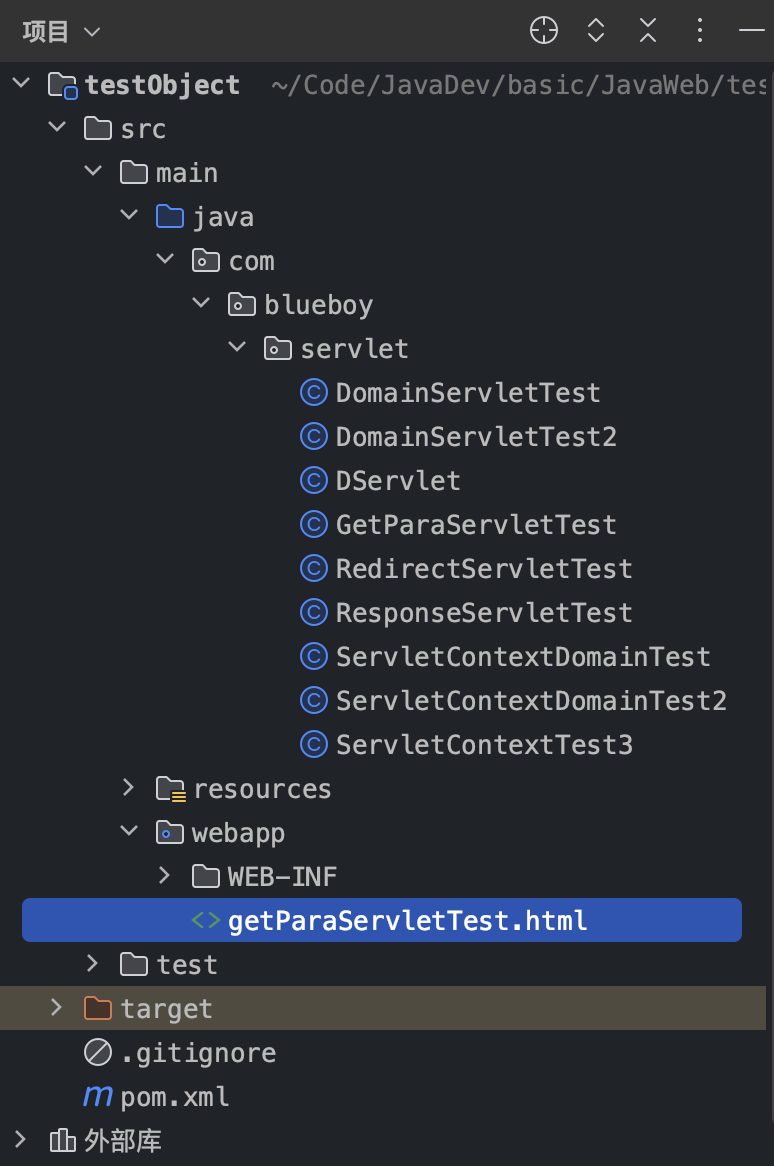 项目
testObject ~/Code/JavaDev/basic/JavaWeb/tes
src
main
java
com
blueboy
servlet
DomainServletTest
DomainServletTest2
DServlet
GetParaServletTest
RedirectServletTest
ResponseServletTest
ServletContextDomainTest
ServletContextDomainTest2
ServletContextTest3
resources
webapp
WEB-INF
getParaServletTest.html
test
target
.gitignore
pom.xml
外部库